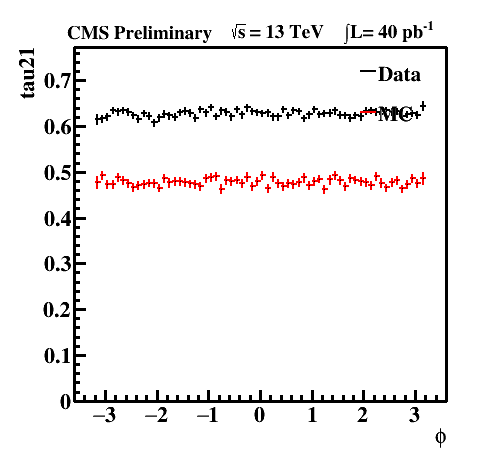 CMS Preliminary √s = 13 TeV ∫L= 40 pb⁻¹
tau21
Data
MC
0.7
0.6
0.5
0.4
0.3
0.2
0.1
0
−3 −2 −1 0 1 2 3
ϕ